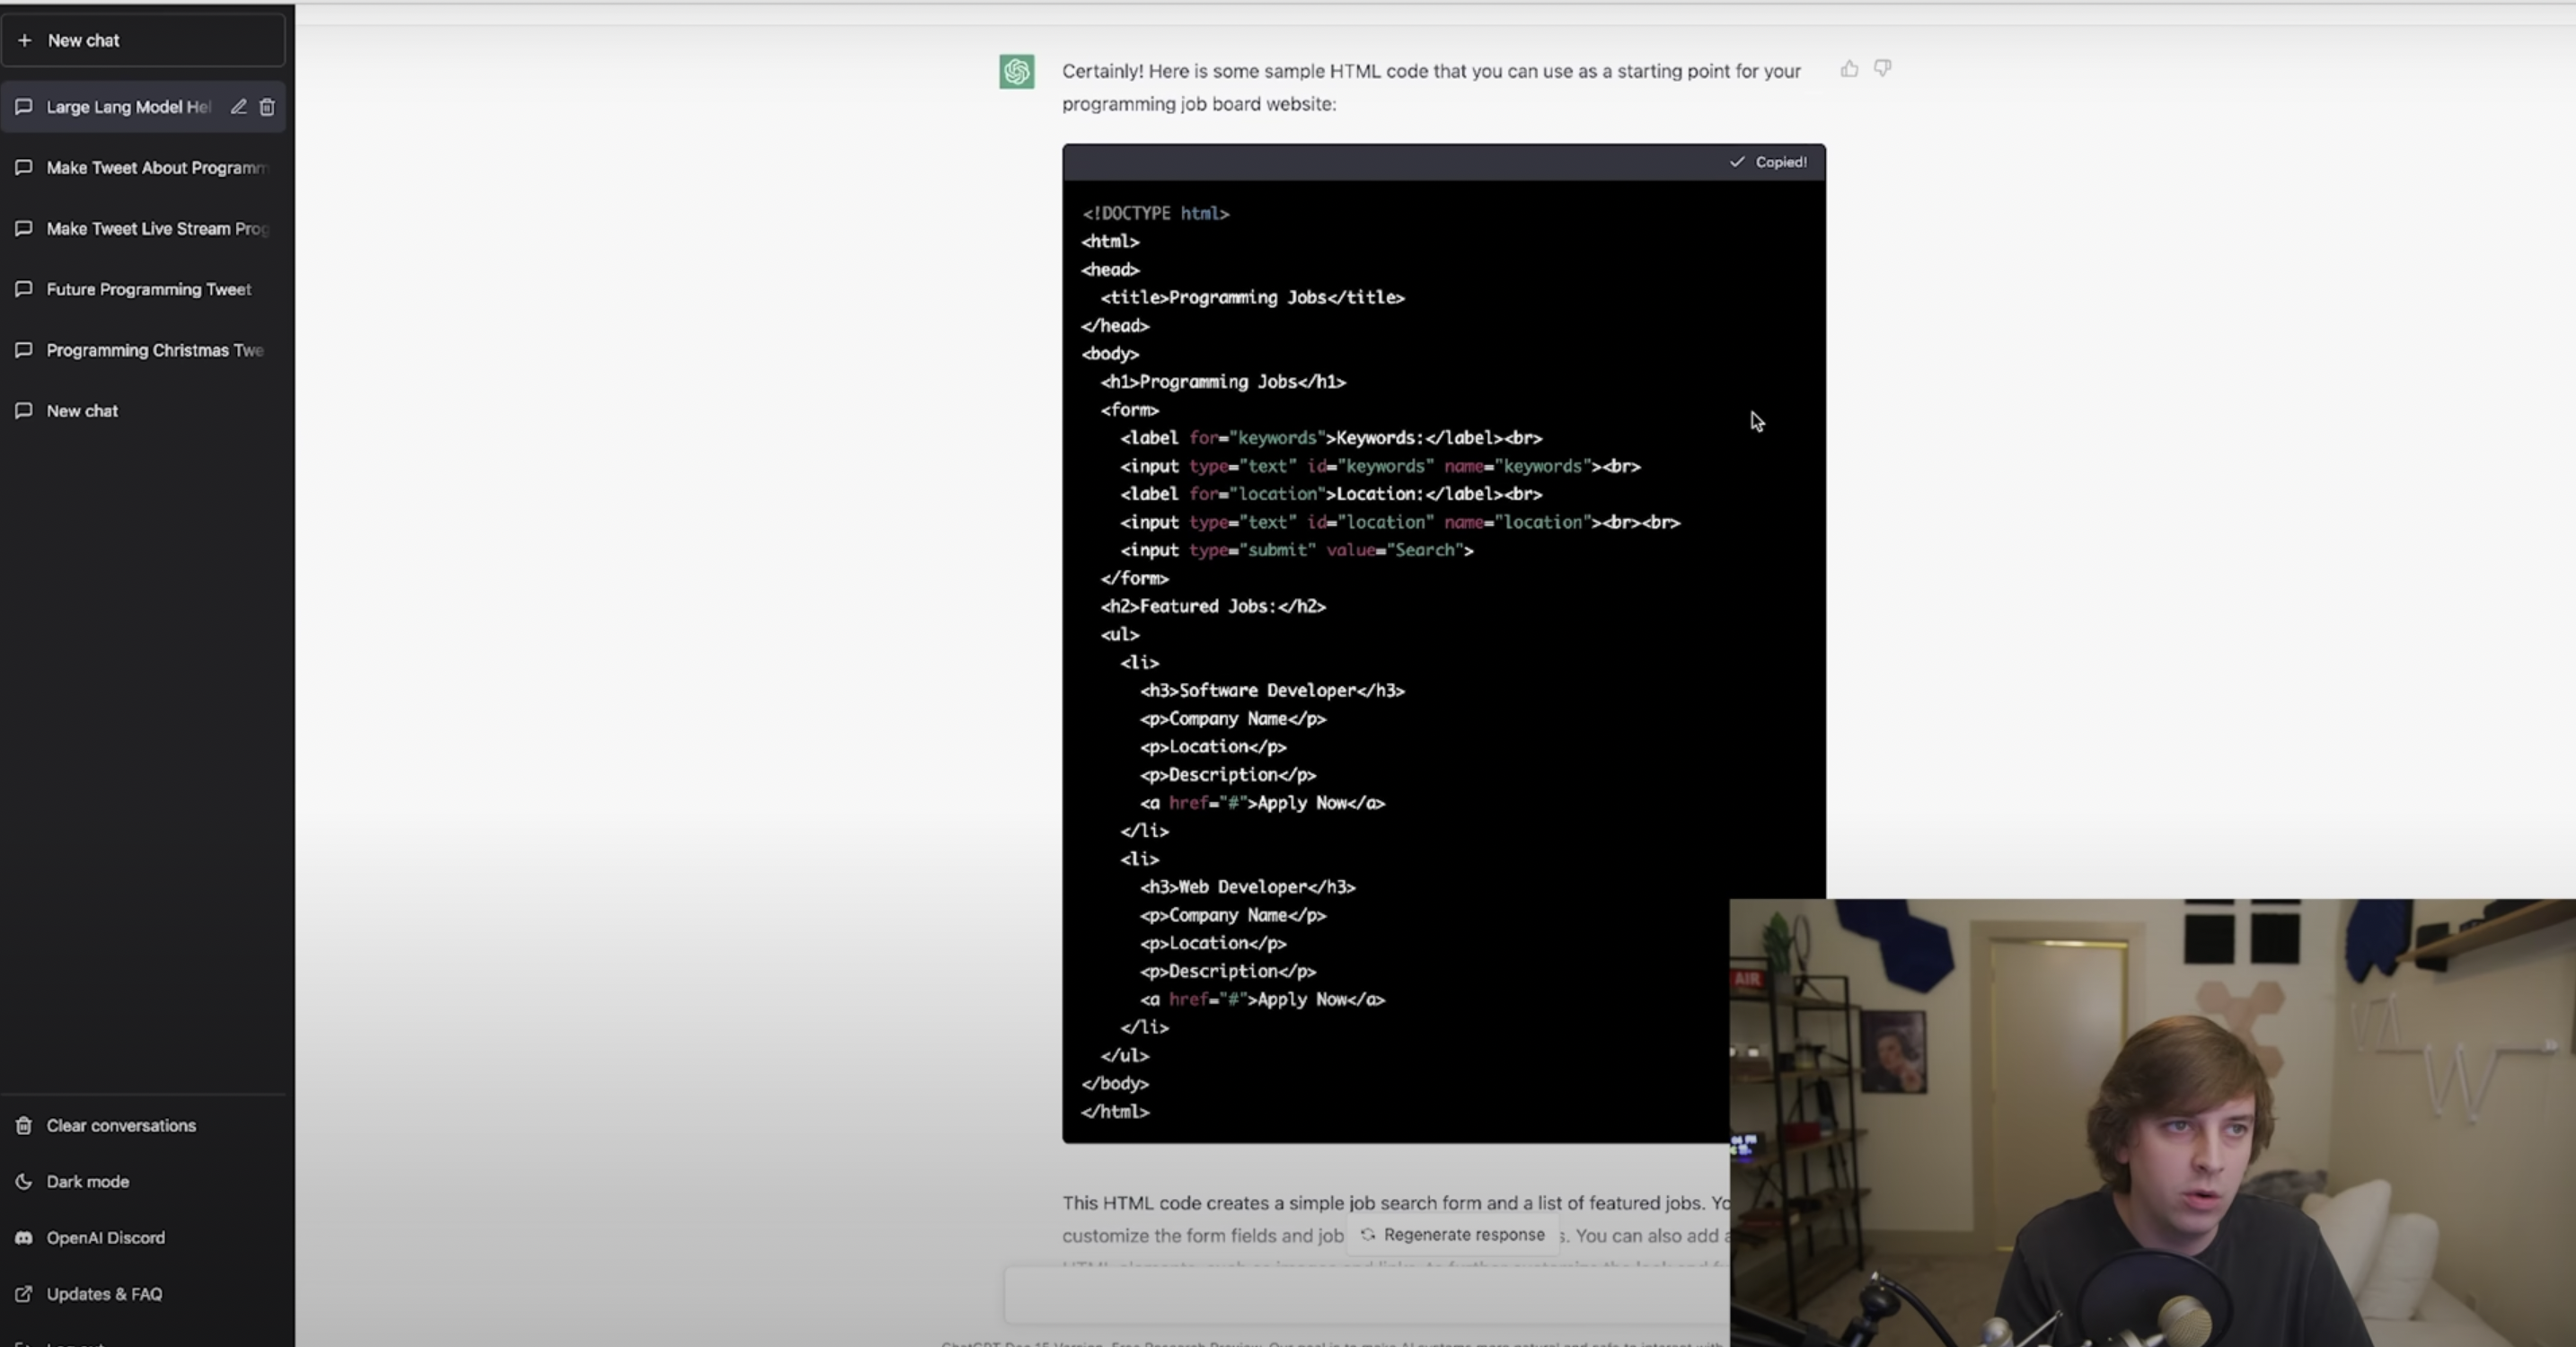 New chat
Large Lang Model Hel
Make Tweet About Programm
Make Tweet Live Stream Prog
Future Programming Tweet
Programming Christmas Twe
New chat
Clear conversations
Dark mode
OpenAI Discord
Updates & FAQ
Certainly! Here is some sample HTML code that you can use as a starting point for your
programming job board website:
Copied!
<!DOCTYPE html>
<html>
<head>
<title>Programming Jobs</title>
</head>
<body>
<h1>Programming Jobs</h1>
<form>
<label for="keywords">Keywords:</label><br>
<input type="text" id="keywords" name="keywords"><br>
<label for="location">Location:</label><br>
<input type="text" id="location" name="location"><br><br>
<input type="submit" value="Search">
</form>
<h2>Featured Jobs:</h2>
<ul>
<li>
<h3>Software Developer</h3>
<p>Company Name</p>
<p>Location</p>
<p>Description</p>
<a href="#">Apply Now</a>
</li>
<li>
<h3>Web Developer</h3>
<p>Company Name</p>
<p>Location</p>
<p>Description</p>
<a href="#">Apply Now</a>
</li>
</ul>
</body>
</html>
This HTML code creates a simple job search form and a list of featured jobs. Yo
customize the form fields and job
Regenerate response
s. You can also add a
AIR